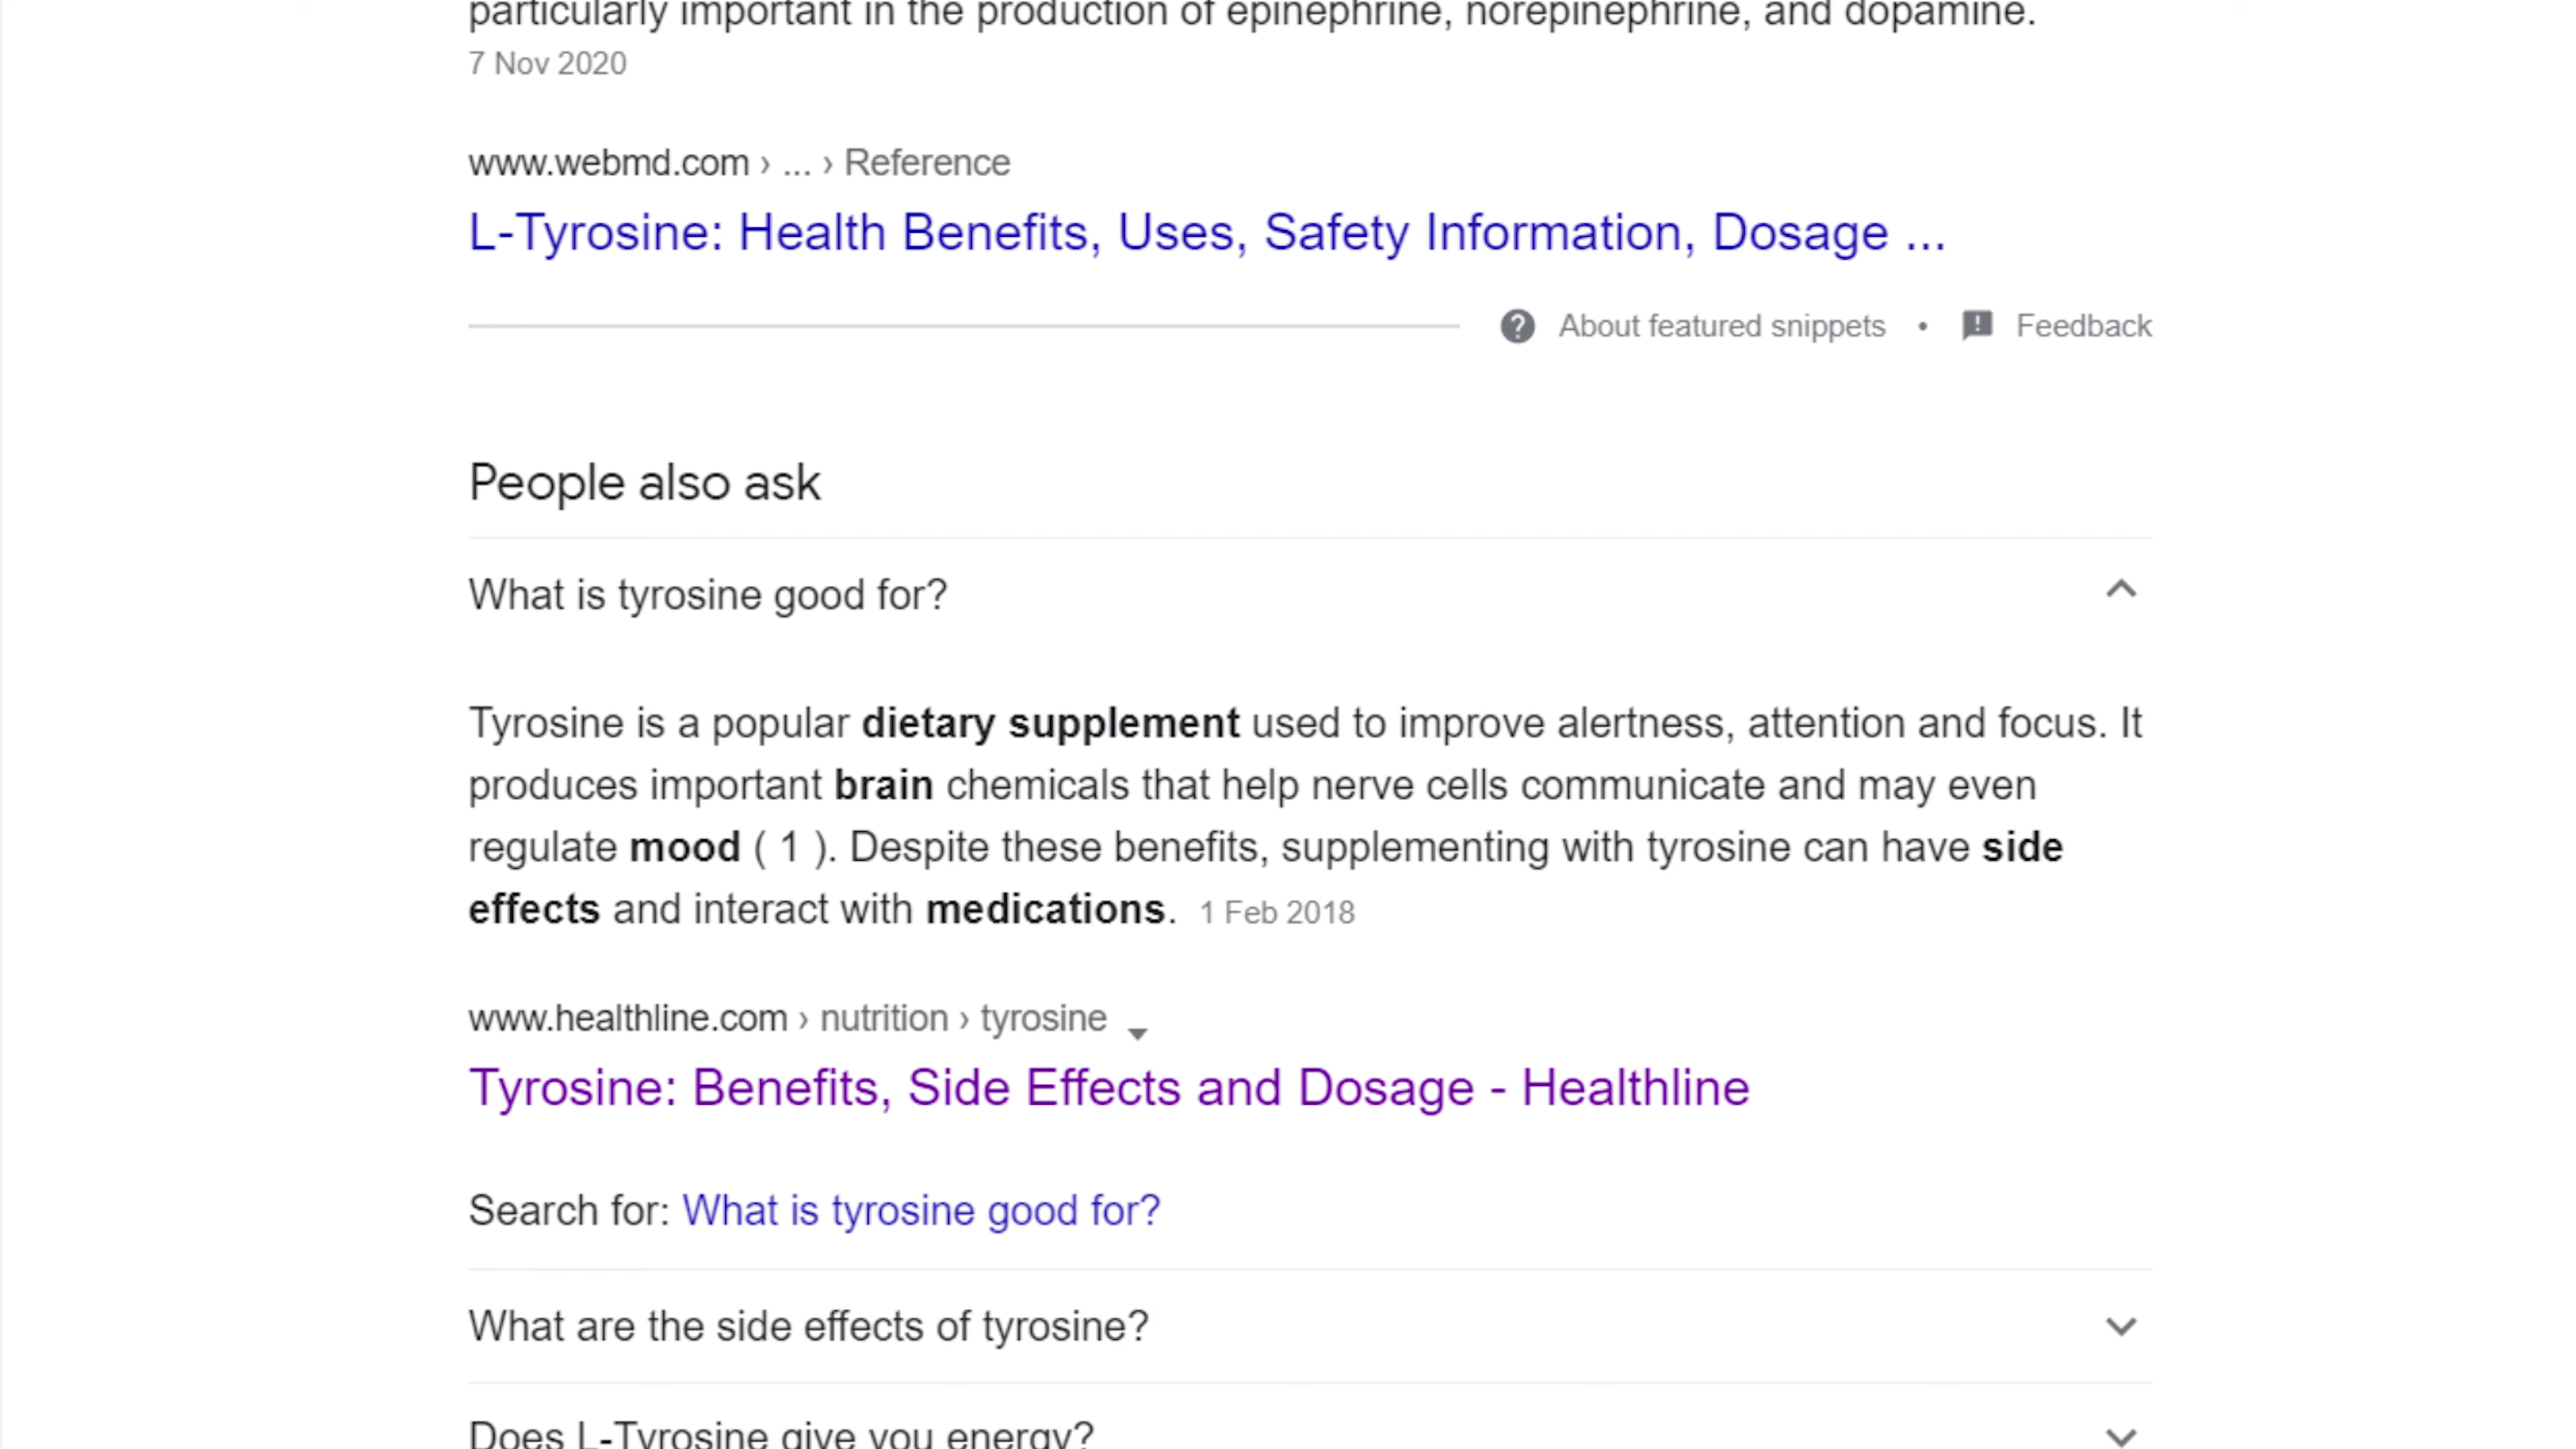 particularly important in the production of epinephrine, norepinephrine, and dopamine.
7 Nov 2020
www.webmd.com › ... › Reference
L-Tyrosine: Health Benefits, Uses, Safety Information, Dosage ...
About featured snippets • Feedback
People also ask
What is tyrosine good for?
Tyrosine is a popular dietary supplement used to improve alertness, attention and focus. It
produces important brain chemicals that help nerve cells communicate and may even
regulate mood ( 1 ). Despite these benefits, supplementing with tyrosine can have side
effects and interact with medications. 1 Feb 2018
www.healthline.com › nutrition › tyrosine
Tyrosine: Benefits, Side Effects and Dosage - Healthline
Search for: What is tyrosine good for?
What are the side effects of tyrosine?
Does L-Tyrosine give you energy?